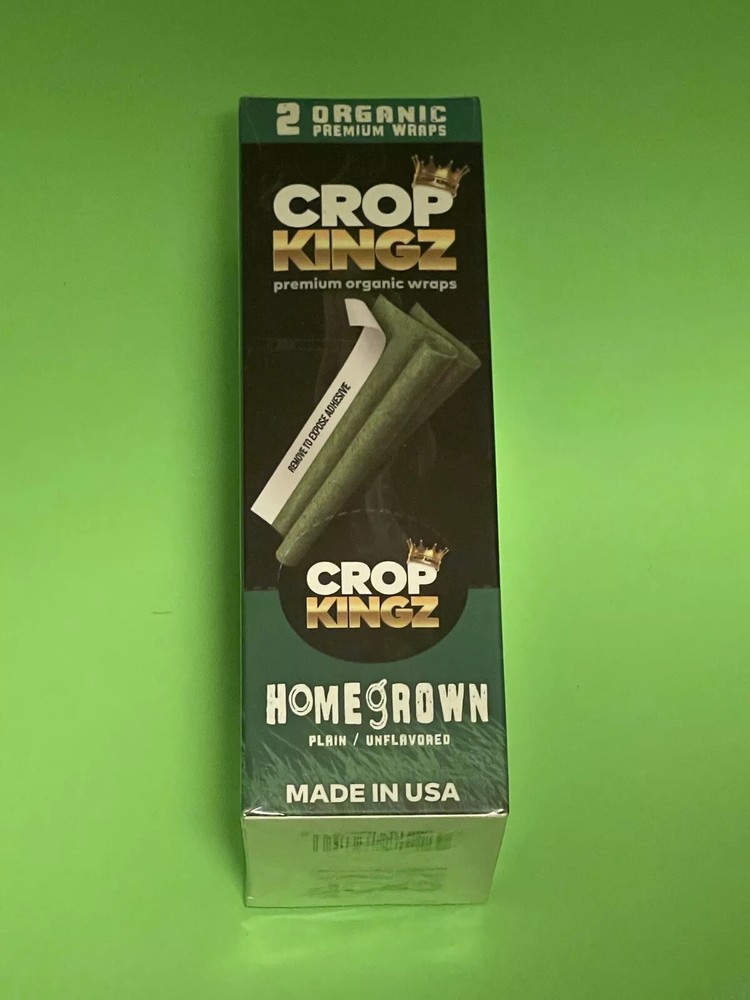 2 ORGANIC
PREMIUM WRAPS
CROP
KINGZ
premium organic wraps
REMOVE TO EXPOSE ADHESIVE
CROP
KINGZ
HOMEGROWN
PLAIN / UNFLAVORED
MADE IN USA